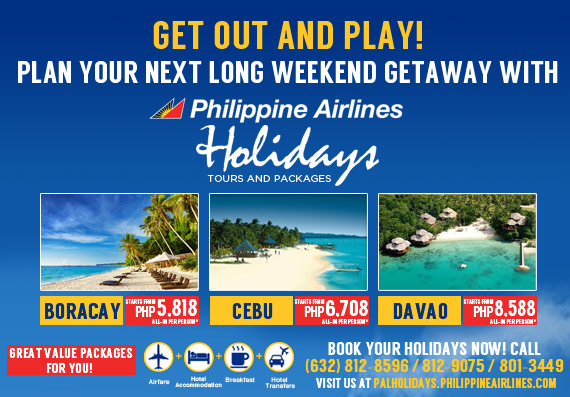 GET OUT AND PLAY!
PLAN YOUR NEXT LONG WEEKEND GETAWAY WITH
Philippine Airlines
Holidays
TOURS AND PACKAGES
BORACAY
STARTS FROM
PHP 5,818
ALL-IN PER PERSON*
CEBU
STARTS FROM
PHP 6,708
ALL-IN PER PERSON*
DAVAO
STARTS FROM
PHP 8,588
ALL-IN PER PERSON*
GREAT VALUE PACKAGES
FOR YOU!
+ + +
Airfare
Hotel
Accommodation
Breakfast
Hotel
Transfers
BOOK YOUR HOLIDAYS NOW! CALL
(632) 812-8596 / 812-9075 / 801-3449
VISIT US AT PALHOLIDAYS.PHILIPPINEAIRLINES.COM